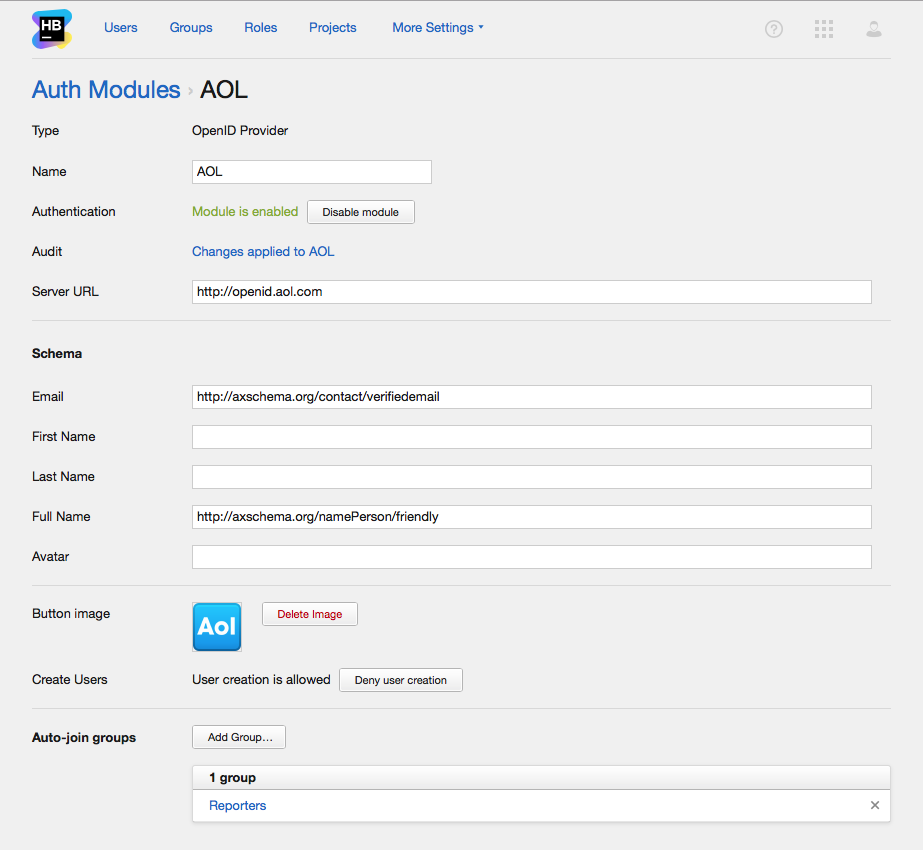 HB
Users Groups Roles Projects More Settings
?
Auth Modules › AOL
Type OpenID Provider
Name AOL
Authentication Module is enabled Disable module
Audit Changes applied to AOL
Server URL http://openid.aol.com
Schema
Email http://axschema.org/contact/verifiedemail
First Name
Last Name
Full Name http://axschema.org/namePerson/friendly
Avatar
Button image Aol Delete Image
Create Users User creation is allowed Deny user creation
Auto-join groups Add Group...
1 group
Reporters ×